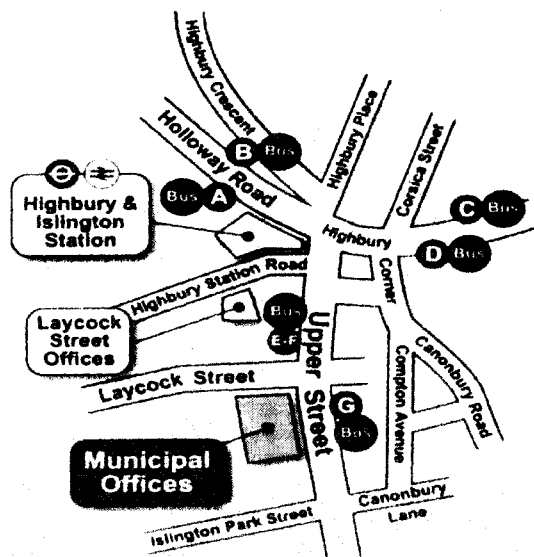 Highbury Crescent
Highbury Place
Corsica Street
Holloway Road
B Bus
Bus A
C Bus
D Bus
Highbury &
Islington
Station
Highbury
Corner
Highbury Station Road
Laycock
Street Offices
Bus
E-F
Upper Street
Laycock Street
G
Bus
Compton Avenue
Canonbury Road
Municipal
Offices
Canonbury
Lane
Islington Park Street